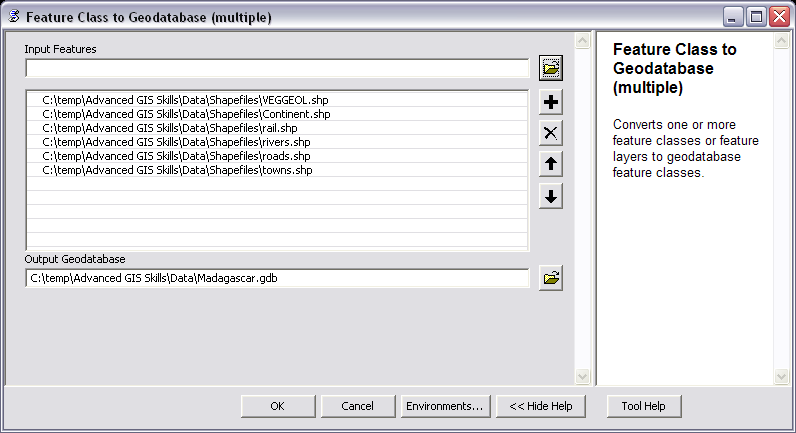 Feature Class to Geodatabase (multiple)
Input Features
C:\temp\Advanced GIS Skills\Data\Shapefiles\VEGGEOL.shp
C:\temp\Advanced GIS Skills\Data\Shapefiles\Continent.shp
C:\temp\Advanced GIS Skills\Data\Shapefiles\rail.shp
C:\temp\Advanced GIS Skills\Data\Shapefiles\rivers.shp
C:\temp\Advanced GIS Skills\Data\Shapefiles\roads.shp
C:\temp\Advanced GIS Skills\Data\Shapefiles\towns.shp
Output Geodatabase
C:\temp\Advanced GIS Skills\Data\Madagascar.gdb
OK
Cancel
Environments...
<< Hide Help
Feature Class to
Geodatabase
(multiple)
Converts one or more
feature classes or feature
layers to geodatabase
feature classes.
Tool Help